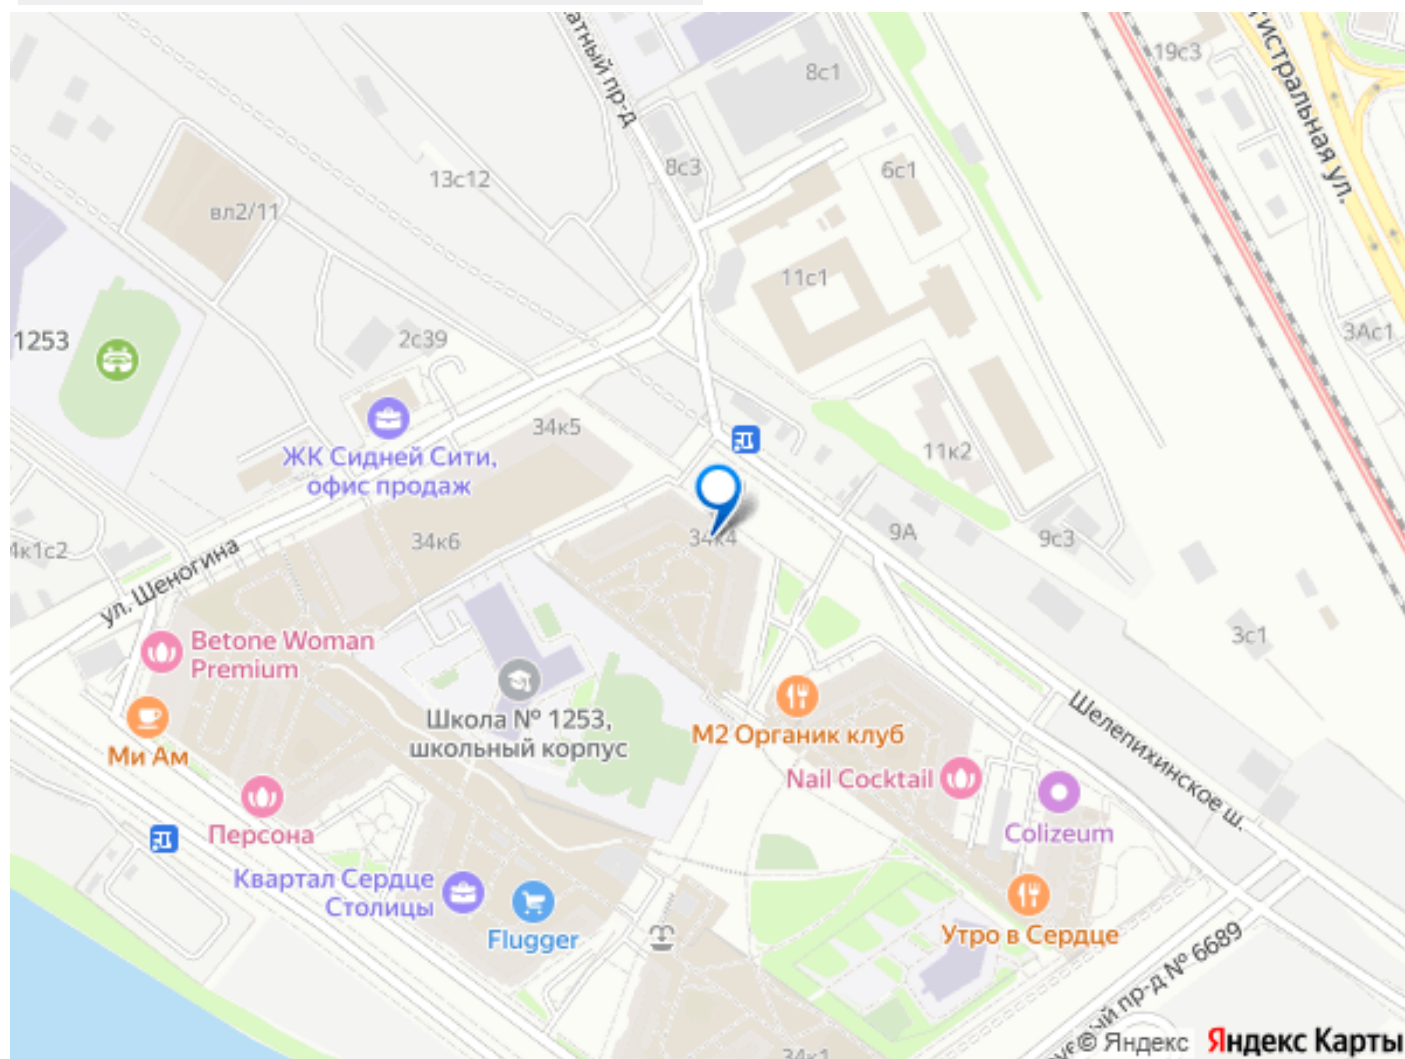 атный пр-д
8с1
19с3
гистральная ул.
13с12
8с3
6с1
вл2/11
11с1
1253
2с39
3Ас1
34к5
ЖК Сидней Сити,
офис продаж
11к2
34к6
34к4
9А
9с3
4к1с2
ул. Шеногина
3с1
Betone Woman
Premium
Школа № 1253,
школьный корпус
М2 Органик клуб
Шелепихинское ш.
Ми Ам
Nail Cocktail
Персона
Colizeum
Квартал Сердце
Столицы
Flugger
Утро в Сердце
ый пр-д № 6689
34к1
© Яндекс Яндекс Карты